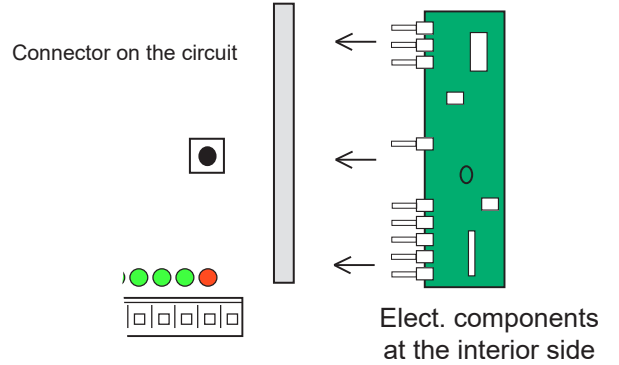 Connector on the circuit
Elect. components
at the interior side